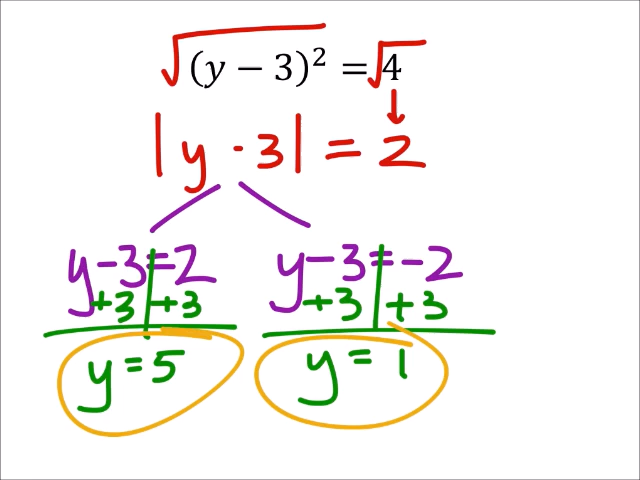 √(y − 3)² = √4
|y - 3| = 2
y-3=2 y-3=-2
+3 +3 +3 +3
y=5 y=1